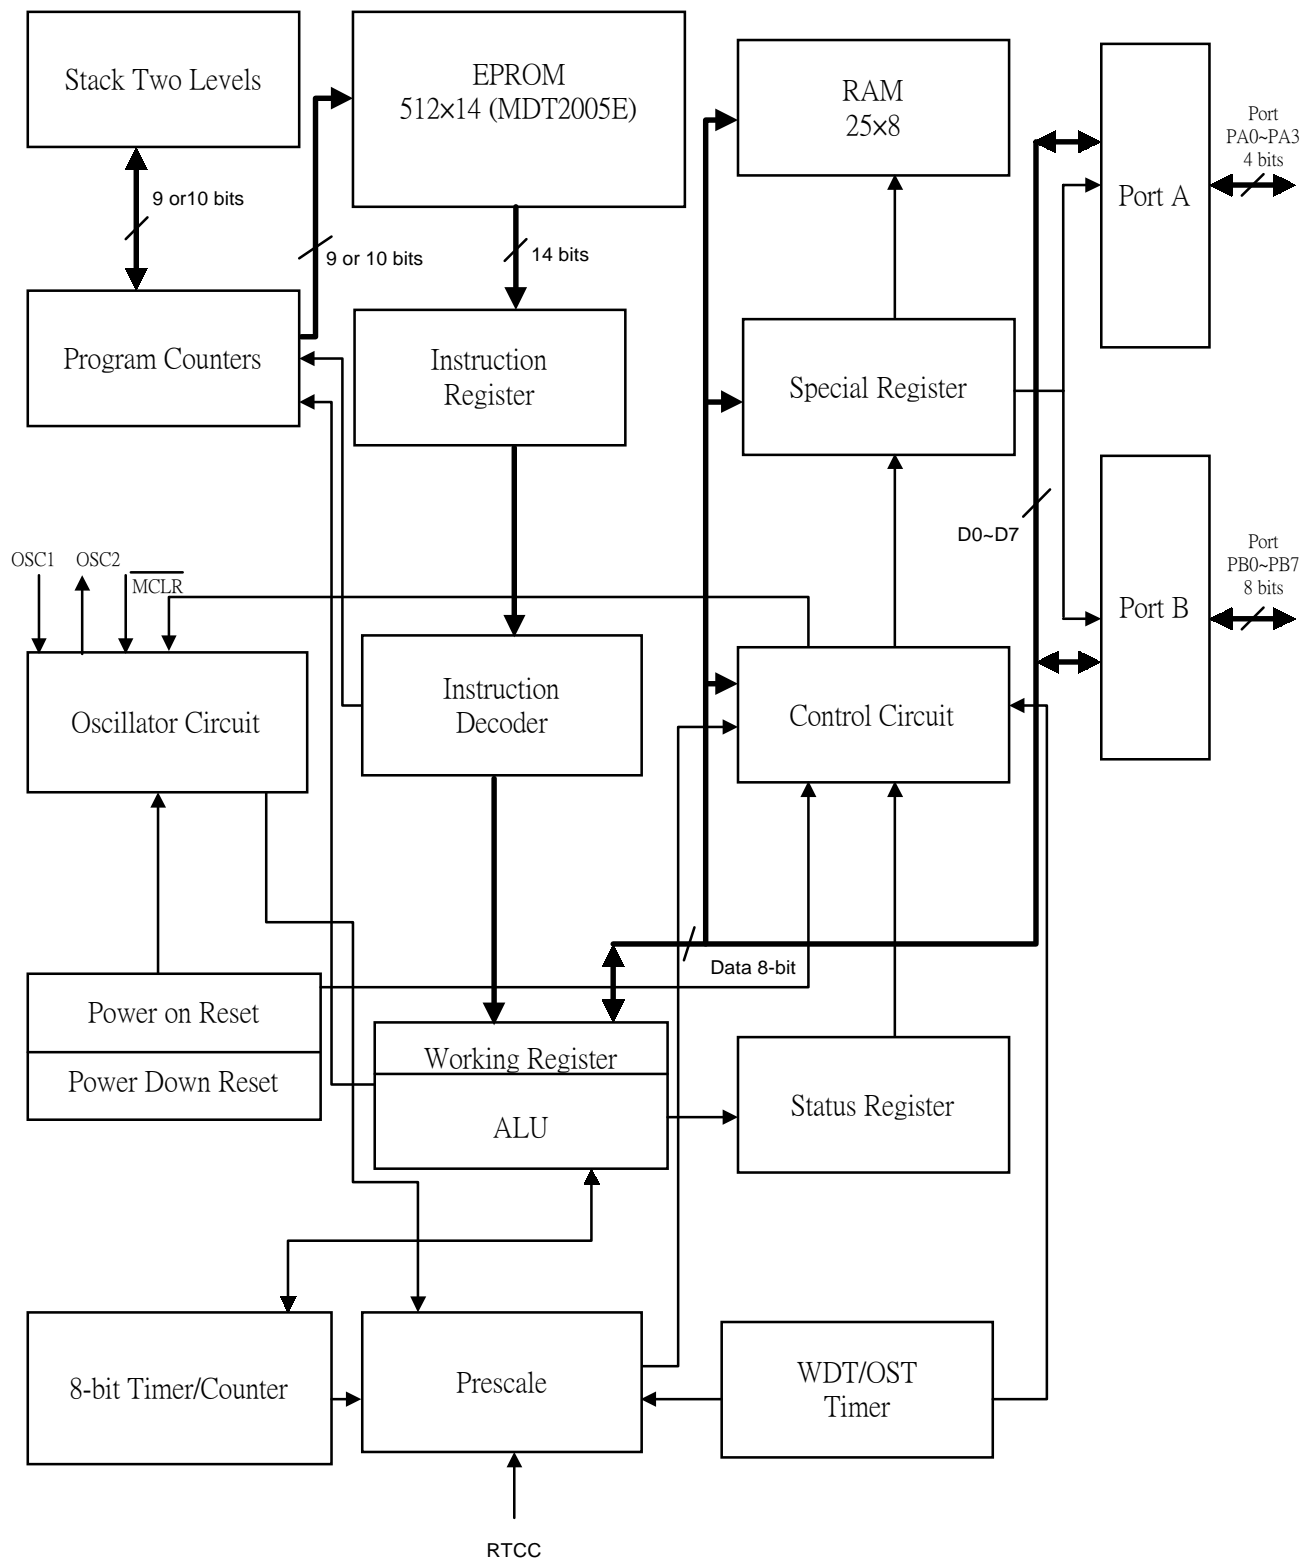 Stack Two Levels
EPROM
512×14 (MDT2005E)
RAM
25×8
Port
PA0~PA3
4 bits
Port A
9 or10 bits
9 or 10 bits
14 bits
Program Counters
Instruction
Register
Special Register
D0~D7
OSC1
OSC2
MCLR
Port
PB0~PB7
8 bits
Port B
Oscillator Circuit
Instruction
Decoder
Control Circuit
Data 8-bit
Power on Reset
Power Down Reset
Working Register
ALU
Status Register
8-bit Timer/Counter
Prescale
WDT/OST
Timer
RTCC